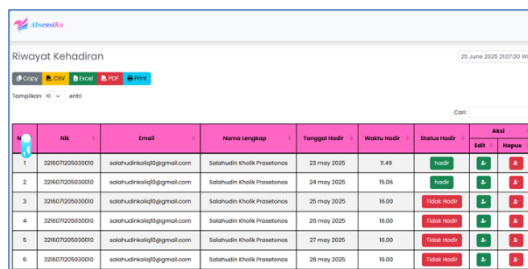 AbsensiKu
Riwayat Kehadiran
25 June 2025 21:07:00 WI
Copy CSV Excel PDF Print
Tampilkan 10 entri
Cari:
N Nik Email Nama Lengkap Tanggal Hadir Waktu Hadir Status Hadir Aksi
Edit Hapus
1 3216071205030010 salahudinkoliq10@gmail.com Salahudin Kholik Prasetonos 23 may 2025 11.49 hadir
2 3216071205030010 salahudinkoliq10@gmail.com Salahudin Kholik Prasetonos 24 may 2025 15.06 hadir
3 3216071205030010 salahudinkoliq10@gmail.com Salahudin Kholik Prasetonos 25 may 2025 16.00 Tidak Hadir
4 3216071205030010 salahudinkoliq10@gmail.com Salahudin Kholik Prasetonos 26 may 2025 16.00 Tidak Hadir
5 3216071205030010 salahudinkoliq10@gmail.com Salahudin Kholik Prasetonos 27 may 2025 16.00 Tidak Hadir
6 3216071205030010 salahudinkoliq10@gmail.com Salahudin Kholik Prasetonos 28 may 2025 16.00 Tidak Hadir